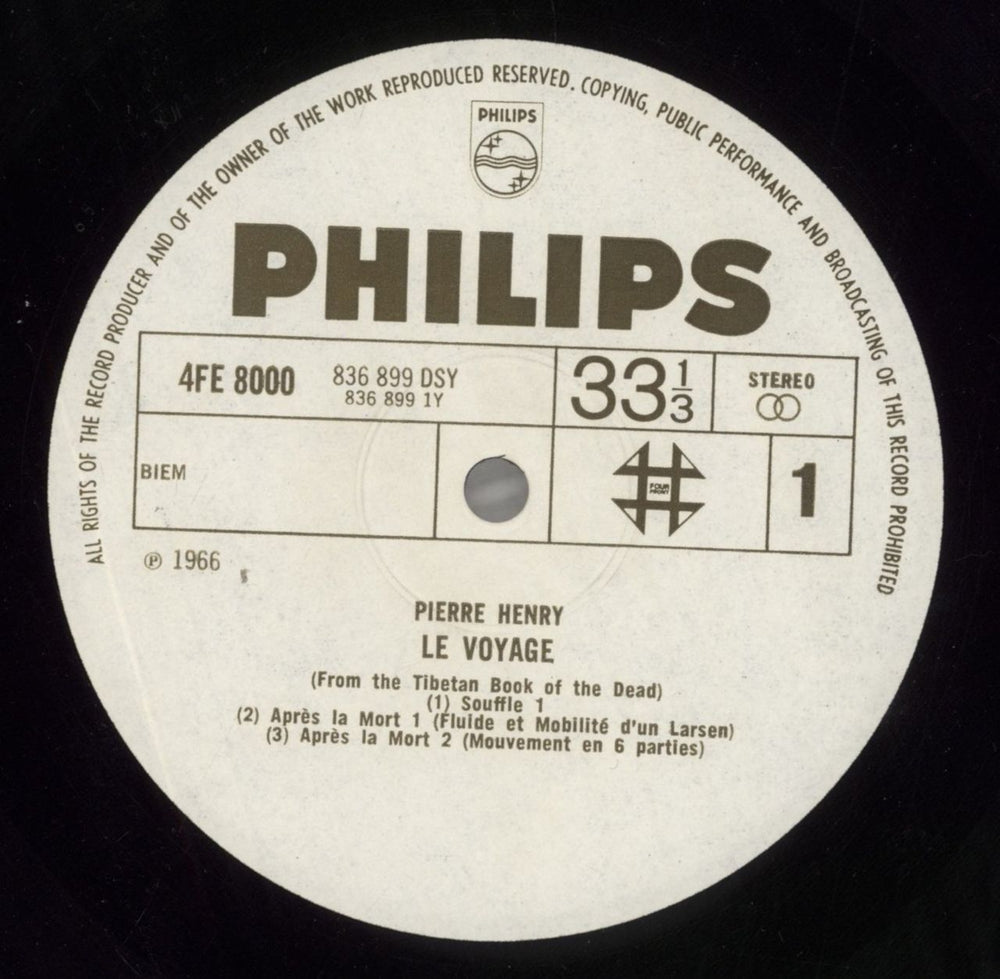 ALL RIGHTS OF THE RECORD PRODUCER AND OF THE OWNER OF THE WORK REPRODUCED RESERVED. COPYING, PUBLIC PERFORMANCE AND BROADCASTING OF THIS RECORD PROHIBITED
PHILIPS
PHILIPS
4FE 8000 836 899 DSY
836 899 1Y
33 1/3
STEREO
BIEM
FOUR
FRONT
1
℗ 1966
PIERRE HENRY
LE VOYAGE
(From the Tibetan Book of the Dead)
(1) Souffle 1
(2) Après la Mort 1 (Fluide et Mobilité d'un Larsen)
(3) Après la Mort 2 (Mouvement en 6 parties)